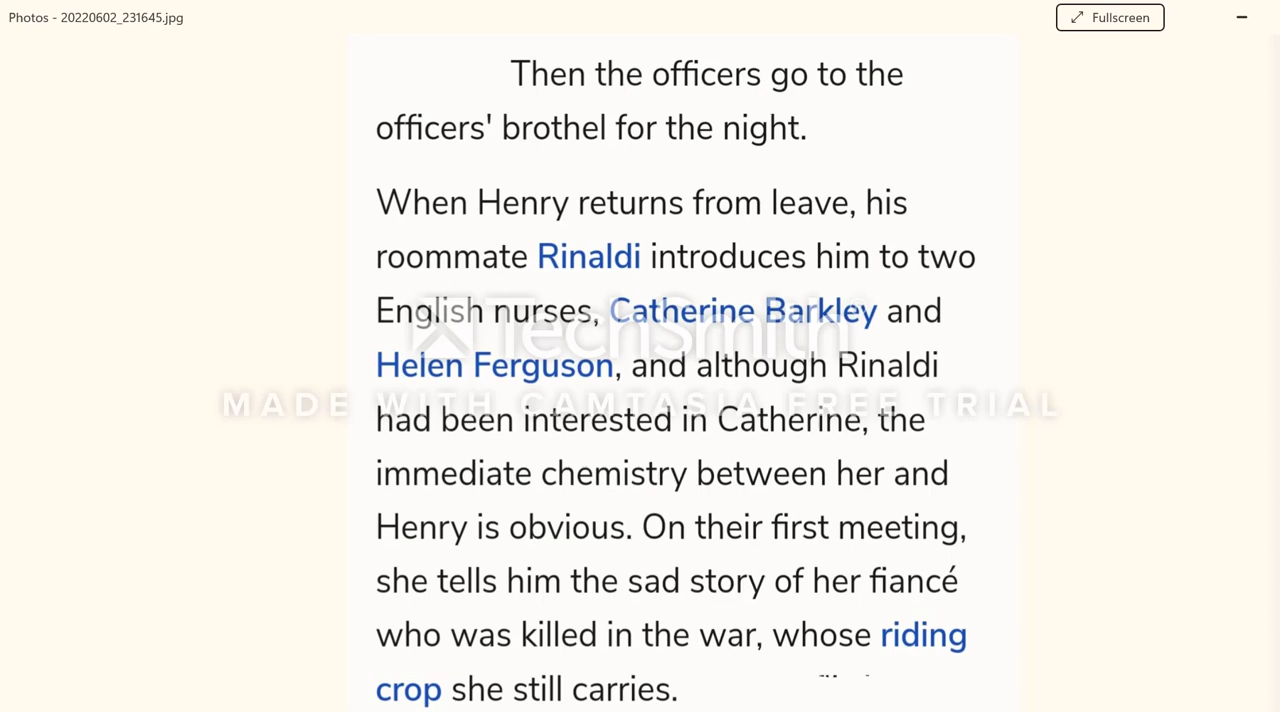 Photos - 20220602_231645.jpg
Fullscreen
Then the officers go to the
officers' brothel for the night.
When Henry returns from leave, his
roommate Rinaldi introduces him to two
English nurses, Catherine Barkley and
TechSmith®
Helen Ferguson, and although Rinaldi
MADE WITH CAMTASIA FREE TRIAL
had been interested in Catherine, the
immediate chemistry between her and
Henry is obvious. On their first meeting,
she tells him the sad story of her fiancé
who was killed in the war, whose riding
crop she still carries.